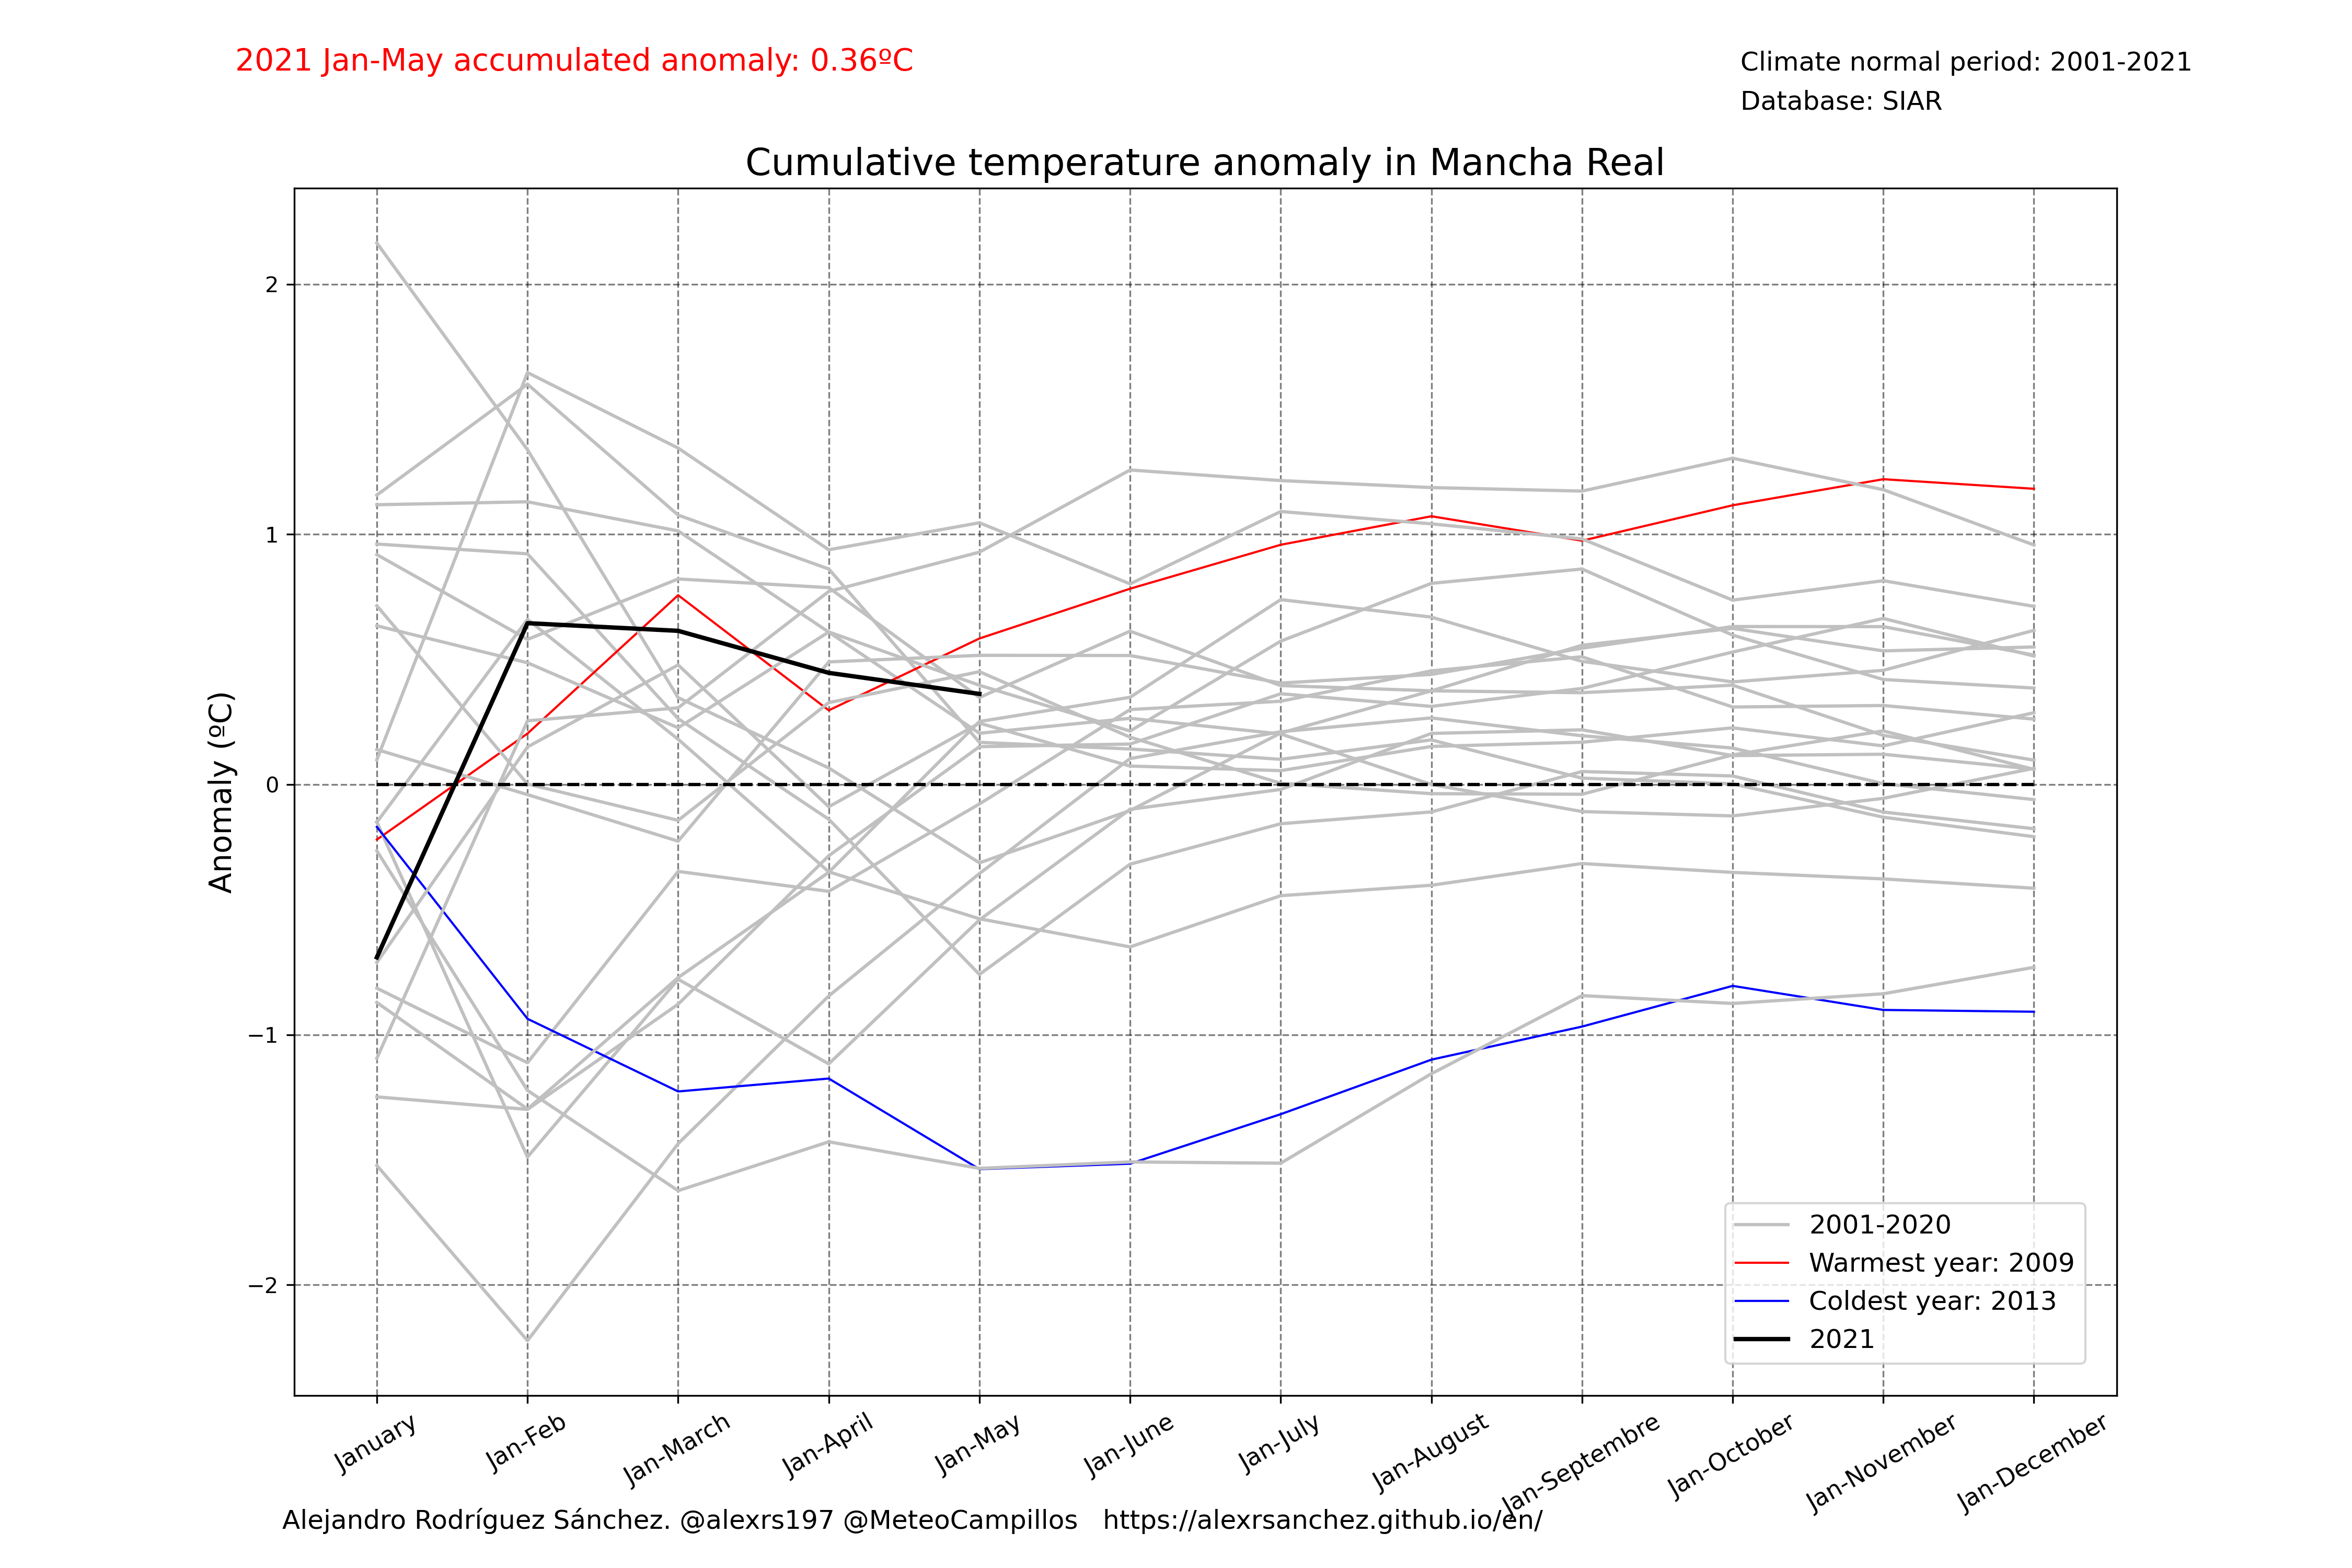 2021 Jan-May accumulated anomaly: 0.36ºC
Climate normal period: 2001-2021
Database: SIAR
Cumulative temperature anomaly in Mancha Real
Anomaly (ºC)
2
1
0
−1
−2
2001-2020
Warmest year: 2009
Coldest year: 2013
2021
January
Jan-Feb
Jan-March
Jan-April
Jan-May
Jan-June
Jan-July
Jan-August
Jan-Septembre
Jan-October
Jan-November
Jan-December
Alejandro Rodríguez Sánchez. @alexrs197 @MeteoCampillos https://alexrsanchez.github.io/en/